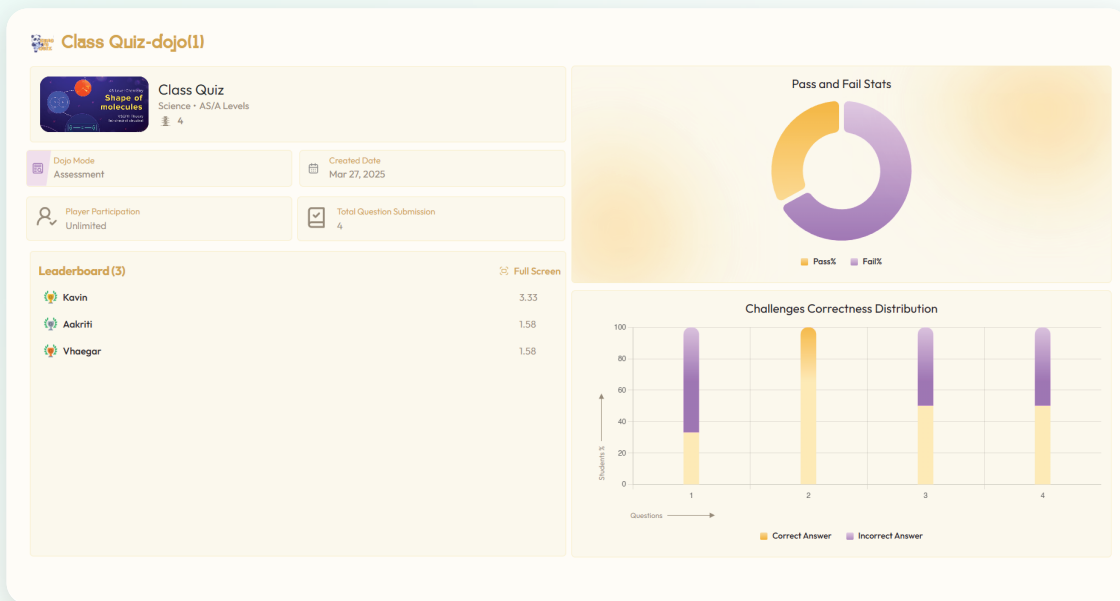 Class Quiz-dojo(1)
Shape of
molecules
Class Quiz
Science • AS/A Levels
4
Dojo Mode
Assessment
Created Date
Mar 27, 2025
Player Participation
Unlimited
Total Question Submission
4
Leaderboard (3)
Full Screen
Kavin 3.33
Aakriti 1.58
Vhaegar 1.58
Pass and Fail Stats
Pass% Fail%
Challenges Correctness Distribution
100
80
60
40
20
0
Students %
1 2 3 4
Questions
Correct Answer Incorrect Answer